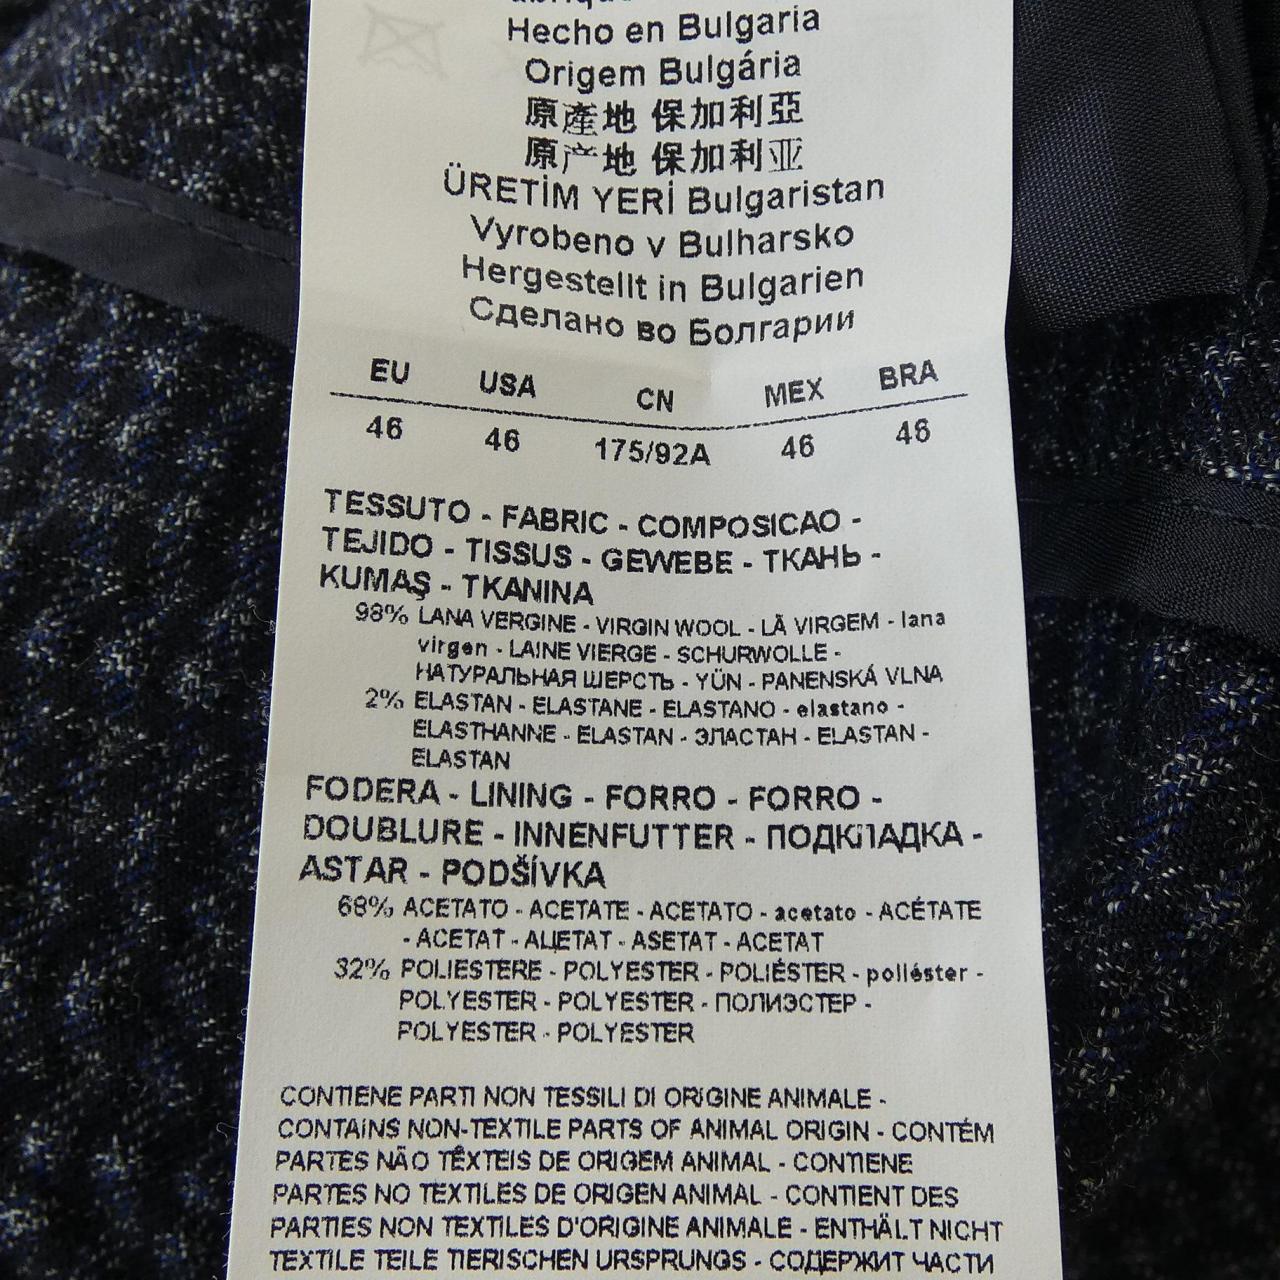 Hecho en Bulgaria
Origem Bulgária
原產地 保加利亞
原产地 保加利亚
ÜRETİM YERİ Bulgaristan
Vyrobeno v Bulharsko
Hergestellt in Bulgarien
Сделано во Болгарии
EU USA CN MEX BRA
46 46 175/92A 46 46
TESSUTO - FABRIC - COMPOSICAO -
TEJIDO - TISSUS - GEWEBE - ТКАНЬ -
KUMAŞ - TKANINA
98% LANA VERGINE - VIRGIN WOOL - LÃ VIRGEM - lana
virgen - LAINE VIERGE - SCHURWOLLE -
НАТУРАЛЬНАЯ ШЕРСТЬ - YÜN - PANENSKÁ VLNA
2% ELASTAN - ELASTANE - ELASTANO - elastano -
ELASTHANNE - ELASTAN - ЭЛАСТАН - ELASTAN -
ELASTAN
FODERA - LINING - FORRO - FORRO -
DOUBLURE - INNENFUTTER - ПОДКЛАДКА -
ASTAR - PODŠÍVKA
68% ACETATO - ACETATE - ACETATO - acetato - ACÉTATE
- ACETAT - АЦЕТАТ - ASETAT - ACETAT
32% POLIESTERE - POLYESTER - POLIÉSTER - poliéster -
POLYESTER - POLYESTER - ПОЛИЭСТЕР -
POLYESTER - POLYESTER
CONTIENE PARTI NON TESSILI DI ORIGINE ANIMALE -
CONTAINS NON-TEXTILE PARTS OF ANIMAL ORIGIN - CONTÉM
PARTES NÃO TÊXTEIS DE ORIGEM ANIMAL - CONTIENE
PARTES NO TEXTILES DE ORIGEN ANIMAL - CONTIENT DES
PARTIES NON TEXTILES D'ORIGINE ANIMALE - ENTHÄLT NICHT
TEXTILE TEILE TIERISCHEN URSPRUNGS - СОДЕРЖИТ ЧАСТИ